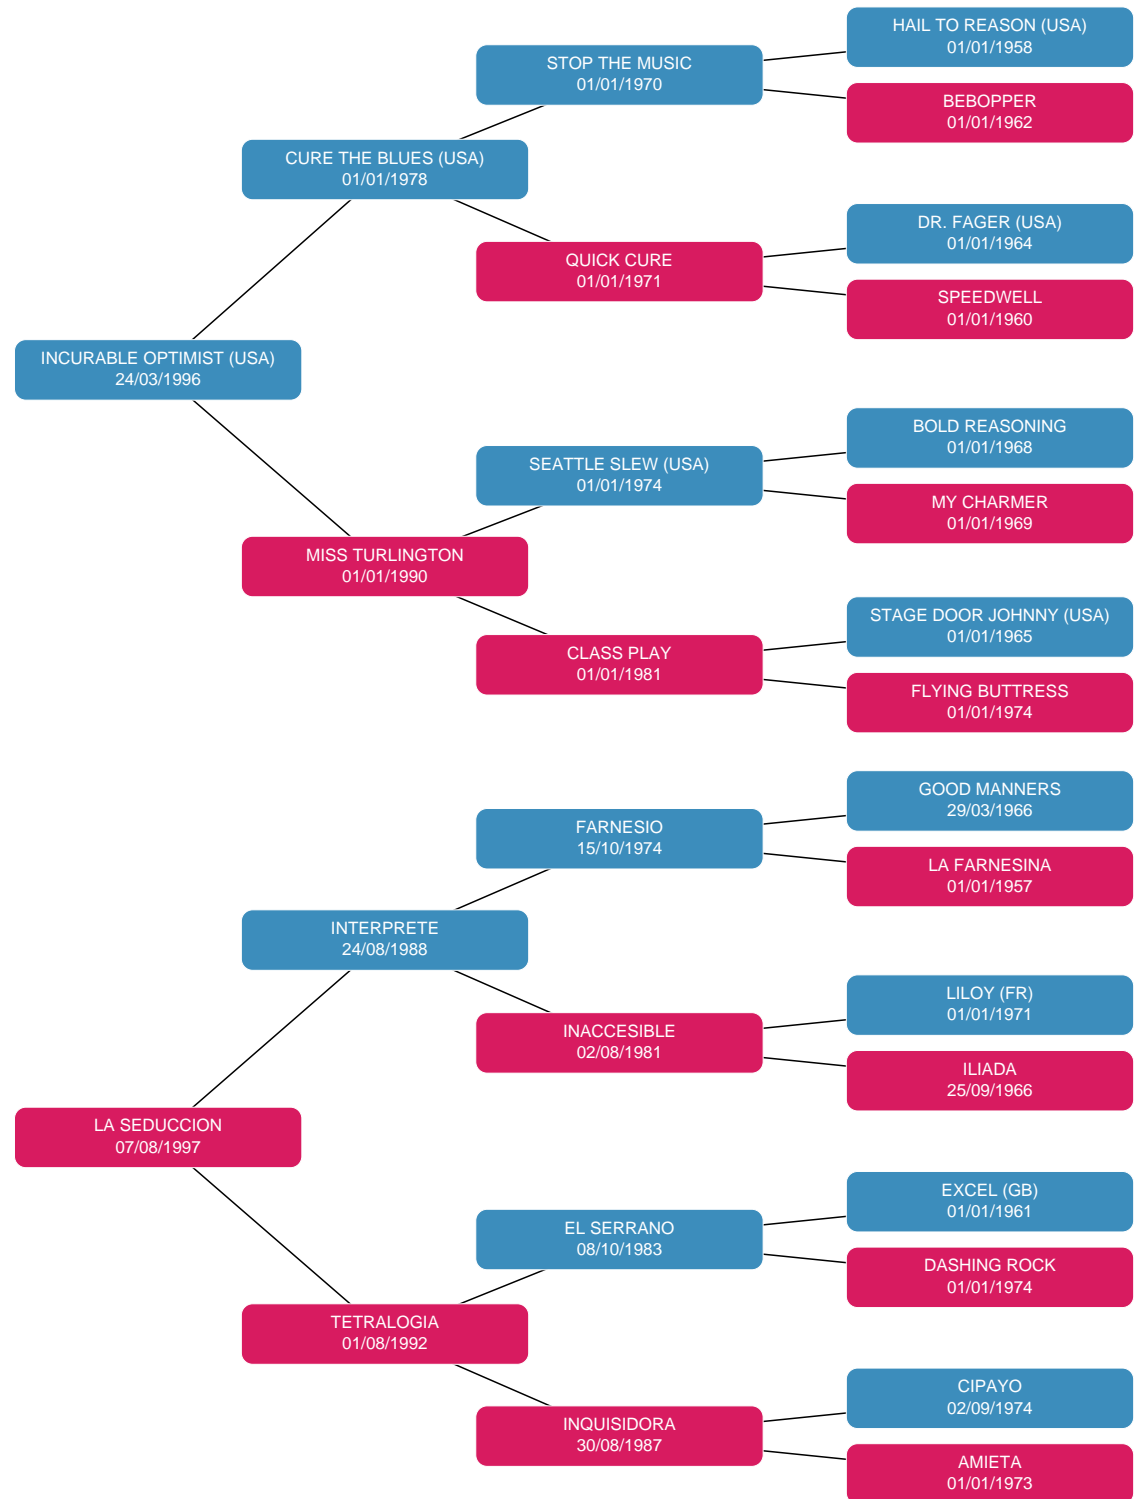 HAIL TO REASON (USA)
01/01/1958
STOP THE MUSIC
01/01/1970
BEBOPPER
01/01/1962
CURE THE BLUES (USA)
01/01/1978
DR. FAGER (USA)
01/01/1964
QUICK CURE
01/01/1971
SPEEDWELL
01/01/1960
INCURABLE OPTIMIST (USA)
24/03/1996
BOLD REASONING
01/01/1968
SEATTLE SLEW (USA)
01/01/1974
MY CHARMER
01/01/1969
MISS TURLINGTON
01/01/1990
STAGE DOOR JOHNNY (USA)
01/01/1965
CLASS PLAY
01/01/1981
FLYING BUTTRESS
01/01/1974
GOOD MANNERS
29/03/1966
FARNESIO
15/10/1974
LA FARNESINA
01/01/1957
INTERPRETE
24/08/1988
LILOY (FR)
01/01/1971
INACCESIBLE
02/08/1981
ILIADA
25/09/1966
LA SEDUCCION
07/08/1997
EXCEL (GB)
01/01/1961
EL SERRANO
08/10/1983
DASHING ROCK
01/01/1974
TETRALOGIA
01/08/1992
CIPAYO
02/09/1974
INQUISIDORA
30/08/1987
AMIETA
01/01/1973